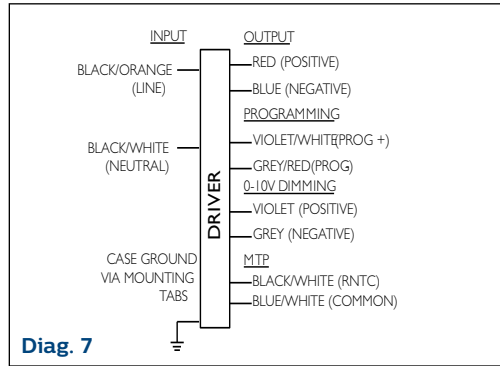 INPUT
BLACK/ORANGE
(LINE)
BLACK/WHITE
(NEUTRAL)
CASE GROUND
VIA MOUNTING
TABS
DRIVER
OUTPUT
RED (POSITIVE)
BLUE (NEGATIVE)
PROGRAMMING
VIOLET/WHITE(PROG +)
GREY/RED(PROG)
0-10V DIMMING
VIOLET (POSITIVE)
GREY (NEGATIVE)
MTP
BLACK/WHITE (RNTC)
BLUE/WHITE (COMMON)
Diag. 7